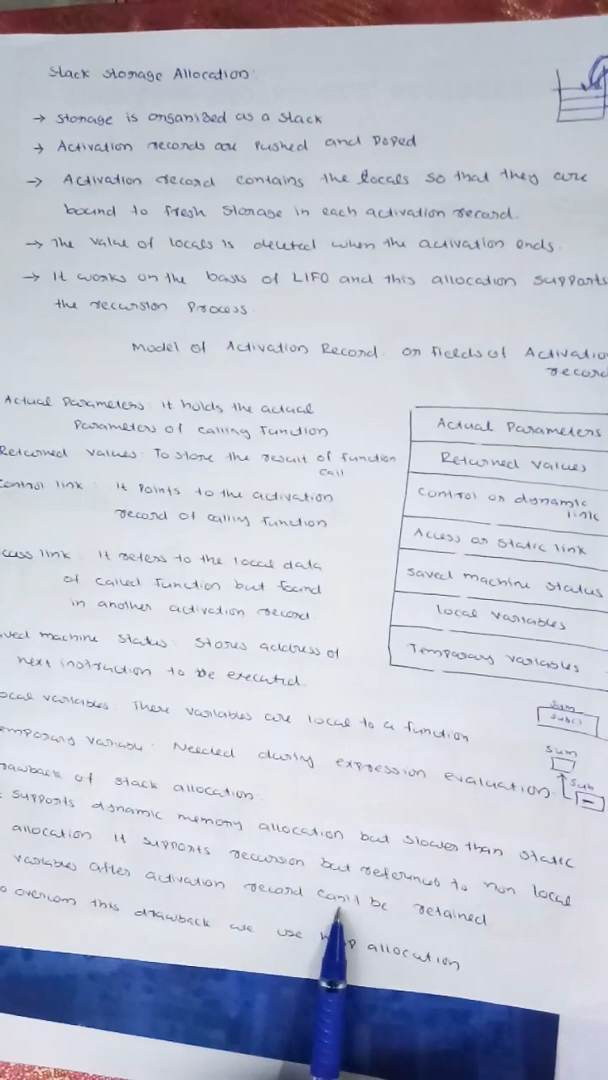 Stack Storage Allocation:
→ Storage is organised as a stack
→ Activation records are pushed and poped
→ Activation record contains the locals so that they are
bound to fresh storage in each activation record.
→ The value of locals is deleted when the activation ends.
→ It works on the basis of LIFO and this allocation supports
the recursion process.
Model of Activation Record or fields of Activatio
record
Actual Parameters: It holds the actual
parameters of calling function
Returned values: To store the result of function
call
ontrol link: It points to the activation
record of calling function
cess link: It refers to the local data
of called function but found
in another activation record.
ved machine status: Stores address of
next instruction to be executed.
ocal variables: These variables are local to a function
emporary variable: Needed during expression evaluation.
rawback of stack allocation:
supports dynamic memory allocation but slower than static
allocation it supports recursion but references to non local
variables after activation record can't be retained
o overcom this drawback we use allocation
Actual Parameters
Returned values
Control or dynamic
link
Access or static link
Saved machine status
local variables
Temporary variables
Sum
Sub()
Sum
Sum